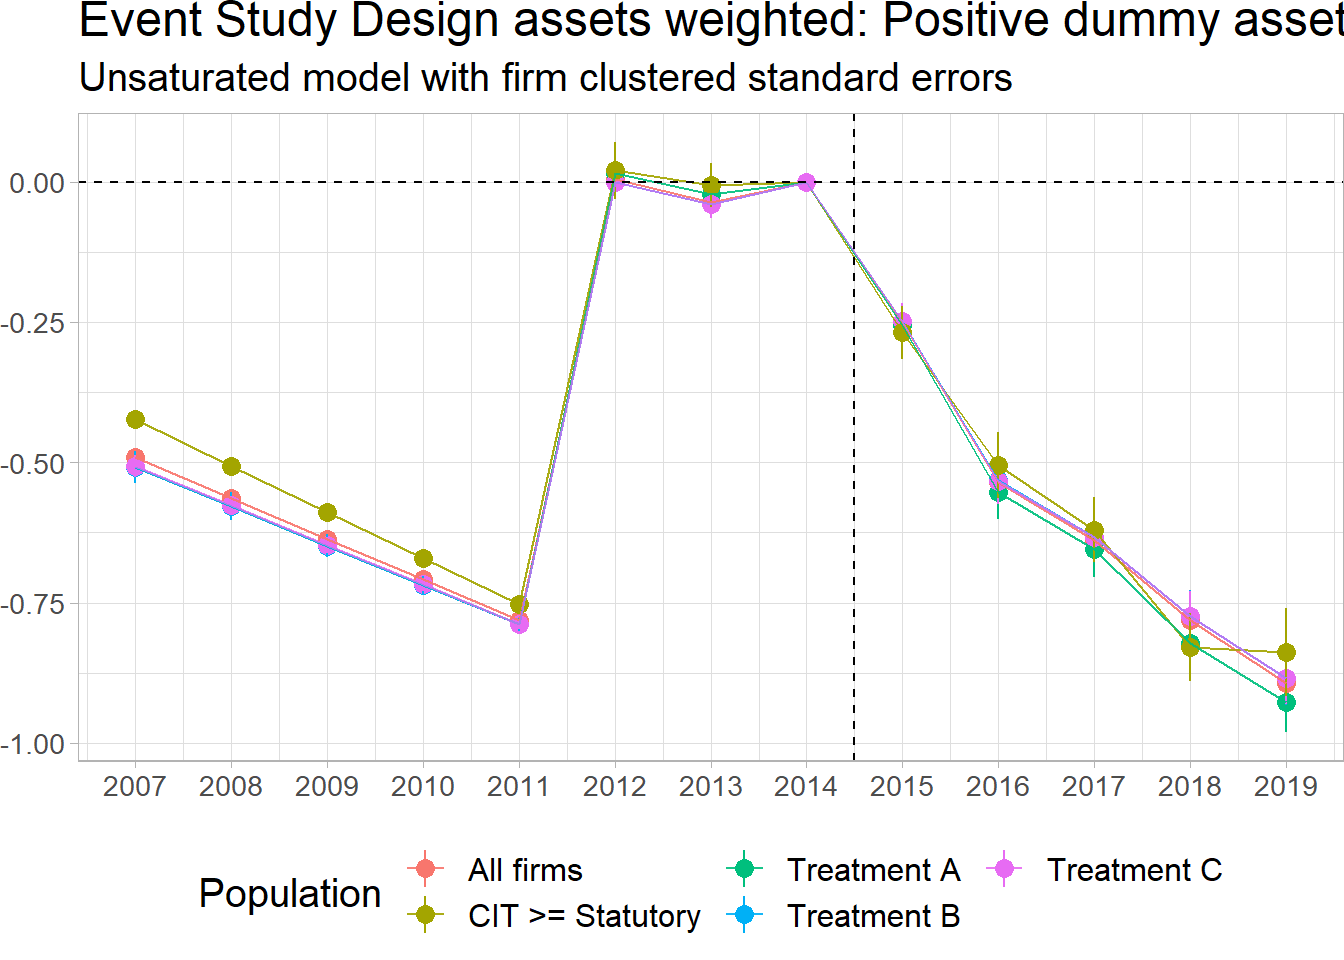 Event Study Design assets weighted: Positive dummy asset
Unsaturated model with firm clustered standard errors
0.00
-0.25
-0.50
-0.75
-1.00
2007 2008 2009 2010 2011 2012 2013 2014 2015 2016 2017 2018 2019
Population
All firms Treatment A Treatment C
CIT >= Statutory Treatment B